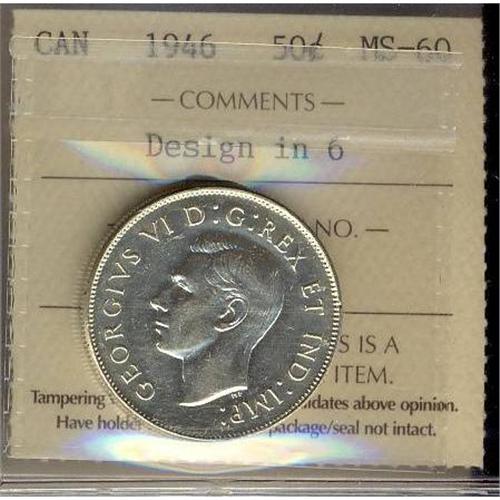 CAN 1946 50¢ MS-60
— COMMENTS —
Design in 6
NO. —
S IS A
ITEM.
Tampering idates above opinion.
Have holder package/seal not intact.
GEORGIVS VI D:G:REX ET IND:IMP:
HP